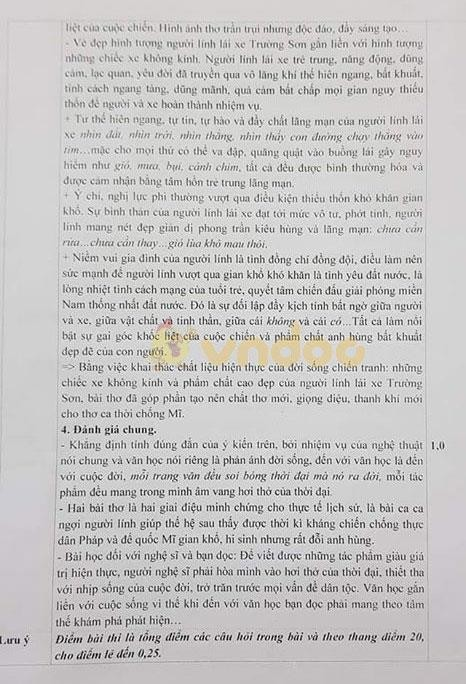 liệt của cuộc chiến. Hình ảnh thơ trần trụi nhưng độc đáo, đầy sáng tạo…
- Vẻ đẹp hình tượng người lính lái xe Trường Sơn gắn liền với hình tượng
những chiếc xe không kính. Người lính lái xe trẻ trung, năng động, dũng
cảm, lạc quan, yêu đời đã truyền qua vô lăng khí thế hiên ngang, bất khuất,
tính cách ngang tàng, dũng mãnh, quả cảm bất chấp mọi gian nguy thiếu
thốn để người và xe hoàn thành nhiệm vụ.
+ Tư thế hiên ngang, tự tin, tự hào và đầy chất lãng mạn của người lính lái
xe nhìn đất, nhìn trời, nhìn thẳng, nhìn thấy con đường chạy thẳng vào
tim…mặc cho mọi thứ có thể va đập, quăng quật vào buồng lái gây nguy
hiểm như gió, mưa, bụi, cánh chim, tất cả đều được bình thường hóa và
được cảm nhận bằng tâm hồn trẻ trung lãng mạn.
+ Ý chí, nghị lực phi thường vượt qua điều kiện thiếu thốn khó khăn gian
khổ. Sự bình thản của người lính lái xe đạt tới mức vô tư, phớt tỉnh, người
lính mang nét đẹp giản dị phong trần kiêu hùng và lãng mạn: chưa cần
rửa…chưa cần thay…gió lùa khô mau thôi.
+ Niềm vui gia đình của người lính là tình đồng chí đồng đội, điều làm nên
sức mạnh để người lính vượt qua gian khổ khó khăn là tình yêu đất nước, là
lòng nhiệt tình cách mạng của tuổi trẻ, quyết tâm chiến đấu giải phóng miền
Nam thống nhất đất nước. Đó là sự đối lập đầy kịch tính bất ngờ giữa người
và xe, giữa vật chất và tinh thần, giữa cái không và cái có…Tất cả làm nổi
bật sự gai góc khốc liệt của cuộc chiến và phẩm chất anh hùng bất khuất
đẹp đẽ của con người.
vndoc
=> Bằng việc khai thác chất liệu hiện thực của đời sống chiến tranh: những
chiếc xe không kính và phẩm chất cao đẹp của người lính lái xe Trường
Sơn, bài thơ đã góp phần tạo nên chất thơ mới, giọng điệu, thanh khí mới
cho thơ ca thời chống Mĩ.
4. Đánh giá chung.
- Khẳng định tính đúng đắn của ý kiến trên, bởi nhiệm vụ của nghệ thuật 1,0
nói chung và văn học nói riêng là phản ánh đời sống, đến với văn học là đến
với cuộc đời, mỗi trang văn đều soi bóng thời đại mà nó ra đời, mỗi tác
phẩm đều mang trong mình âm vang hơi thở của thời đại.
- Hai bài thơ là hai giai điệu minh chứng cho thực tế lịch sử, là bài ca ca
ngợi người lính giúp thế hệ sau thấy được thời kì kháng chiến chống thực
dân Pháp và đế quốc Mĩ gian khổ, hi sinh nhưng rất đỗi anh hùng.
- Bài học đối với nghệ sĩ và bạn đọc: Để viết được những tác phẩm giàu giá
trị hiện thực, người nghệ sĩ phải hòa mình vào hơi thở của thời đại, thiết tha
với nhịp sống của cuộc đời, trở trăn trước mọi vấn đề dân tộc. Văn học gắn
liền với cuộc sống vì thế khi đến với văn học bạn đọc phải mang theo tâm
thế khám phá phát hiện…
Lưu ý Điểm bài thi là tổng điểm các câu hỏi trong bài và theo thang điểm 20,
cho điểm lẻ đến 0,25.